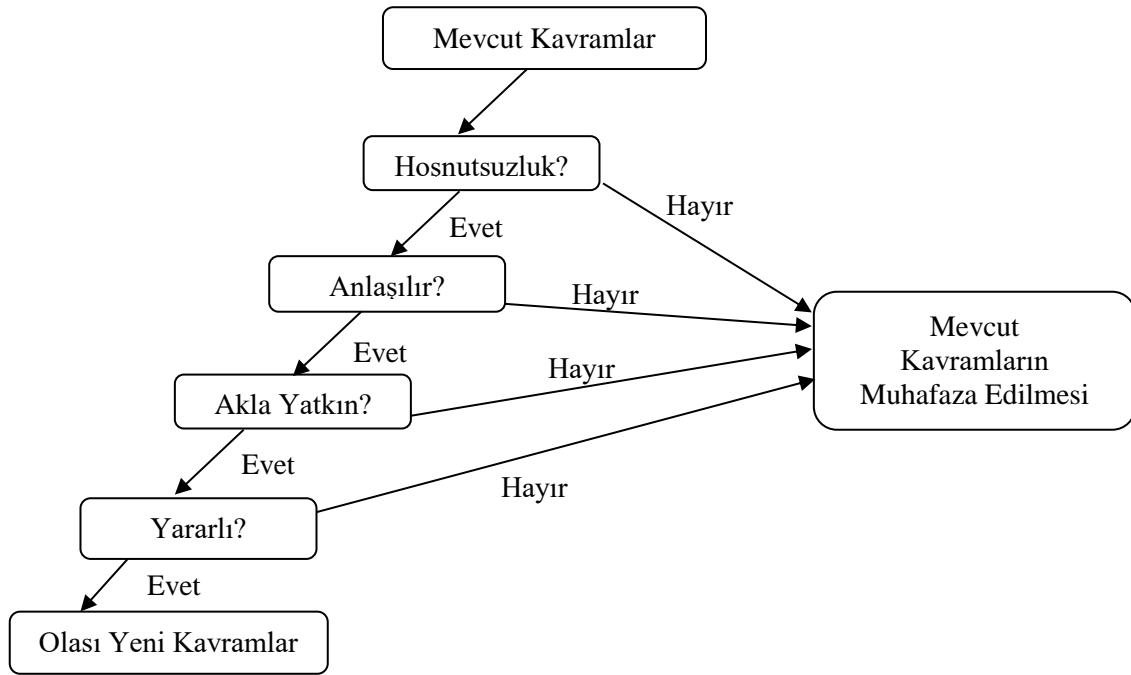 Mevcut Kavramlar
Hosnutsuzluk?
Hayır
Evet
Anlaşılır?
Hayır
Mevcut
Kavramların
Muhafaza Edilmesi
Evet
Hayır
Akla Yatkın?
Evet
Hayır
Yararlı?
Evet
Olası Yeni Kavramlar